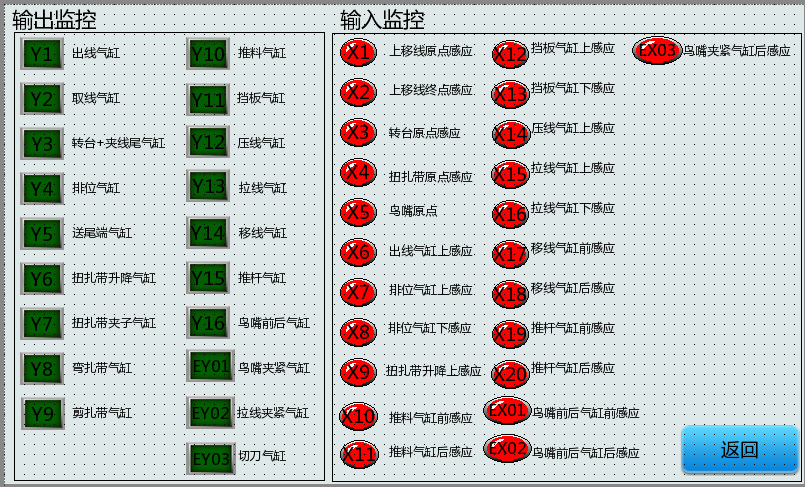 输出监控
Y1 出线气缸
Y2 取线气缸
Y3 转台+夹线尾气缸
Y4 排位气缸
Y5 送尾端气缸
Y6 扭扎带升降气缸
Y7 扭扎带夹子气缸
Y8 弯扎带气缸
Y9 剪扎带气缸
Y10 推料气缸
Y11 挡板气缸
Y12 压线气缸
Y13 拉线气缸
Y14 移线气缸
Y15 推杆气缸
Y16 鸟嘴前后气缸
EY01 鸟嘴夹紧气缸
EY02 拉线夹紧气缸
EY03 切刀气缸
输入监控
X1 上移线原点感应
X2 上移线终点感应
X3 转台原点感应
X4 扭扎带原点感应
X5 鸟嘴原点
X6 出线气缸上感应
X7 排位气缸上感应
X8 排位气缸下感应
X9 扭扎带升降上感应
X10 推料气缸前感应
X11 推料气缸后感应
X12 挡板气缸上感应
X13 挡板气缸下感应
X14 压线气缸上感应
X15 拉线气缸上感应
X16 拉线气缸下感应
X17 移线气缸前感应
X18 移线气缸后感应
X19 推杆气缸前感应
X20 推杆气缸后感应
EX01 鸟嘴前后气缸前感应
EX02 鸟嘴前后气缸后感应
EX03 鸟嘴夹紧气缸后感应
返回